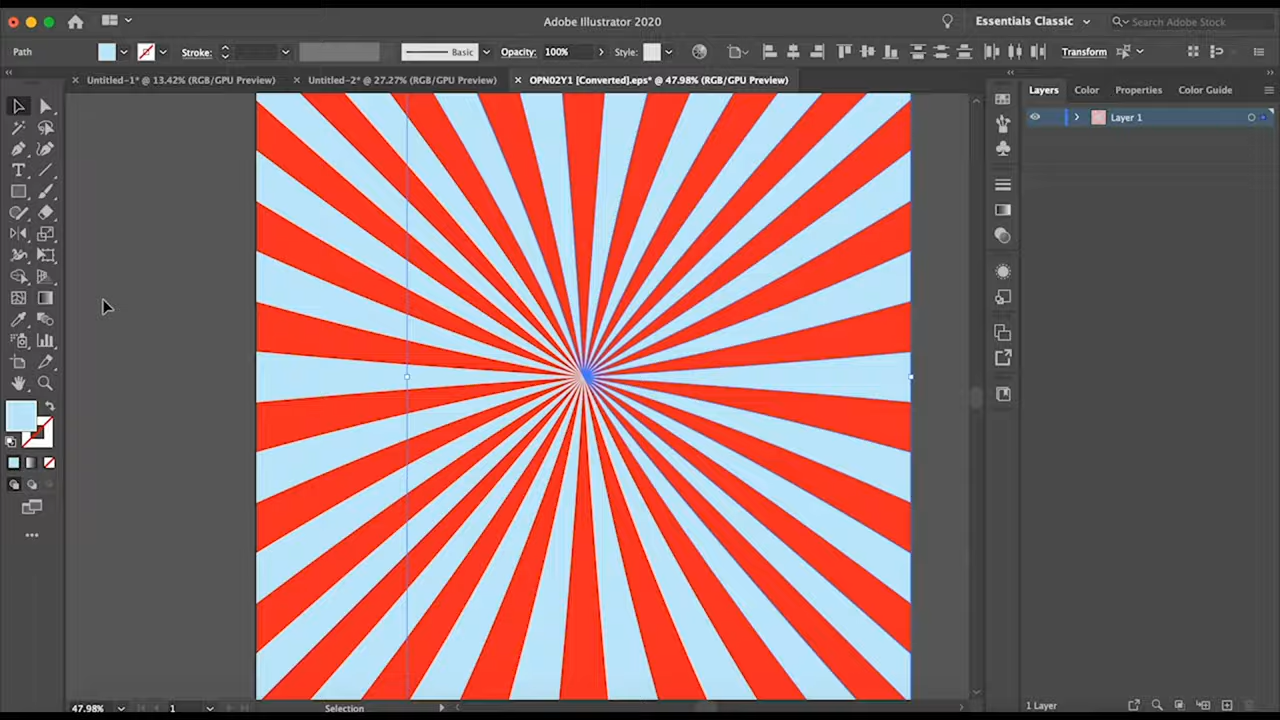 Adobe Illustrator 2020
Essentials Classic
Search Adobe Stock
Path
Stroke:
Basic
Opacity: 100%
Style:
Transform
Untitled-1* @ 13.42% (RGB/GPU Preview)
Untitled-2* @ 27.27% (RGB/GPU Preview)
OPN02Y1 [Converted].eps* @ 47.98% (RGB/GPU Preview)
Layers
Color
Properties
Color Guide
Layer 1
47.98%
1
Selection
1 Layer